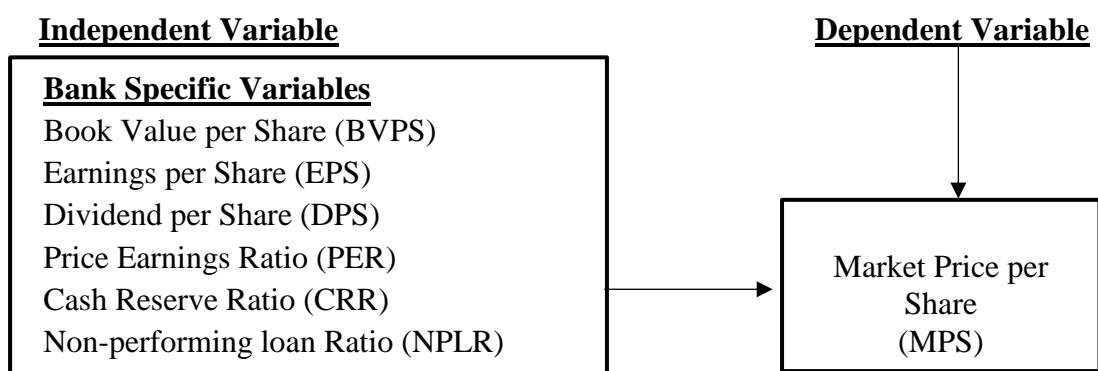 Independent Variable
Dependent Variable
Bank Specific Variables
Book Value per Share (BVPS)
Earnings per Share (EPS)
Dividend per Share (DPS)
Price Earnings Ratio (PER)
Cash Reserve Ratio (CRR)
Non-performing loan Ratio (NPLR)
Market Price per
Share
(MPS)